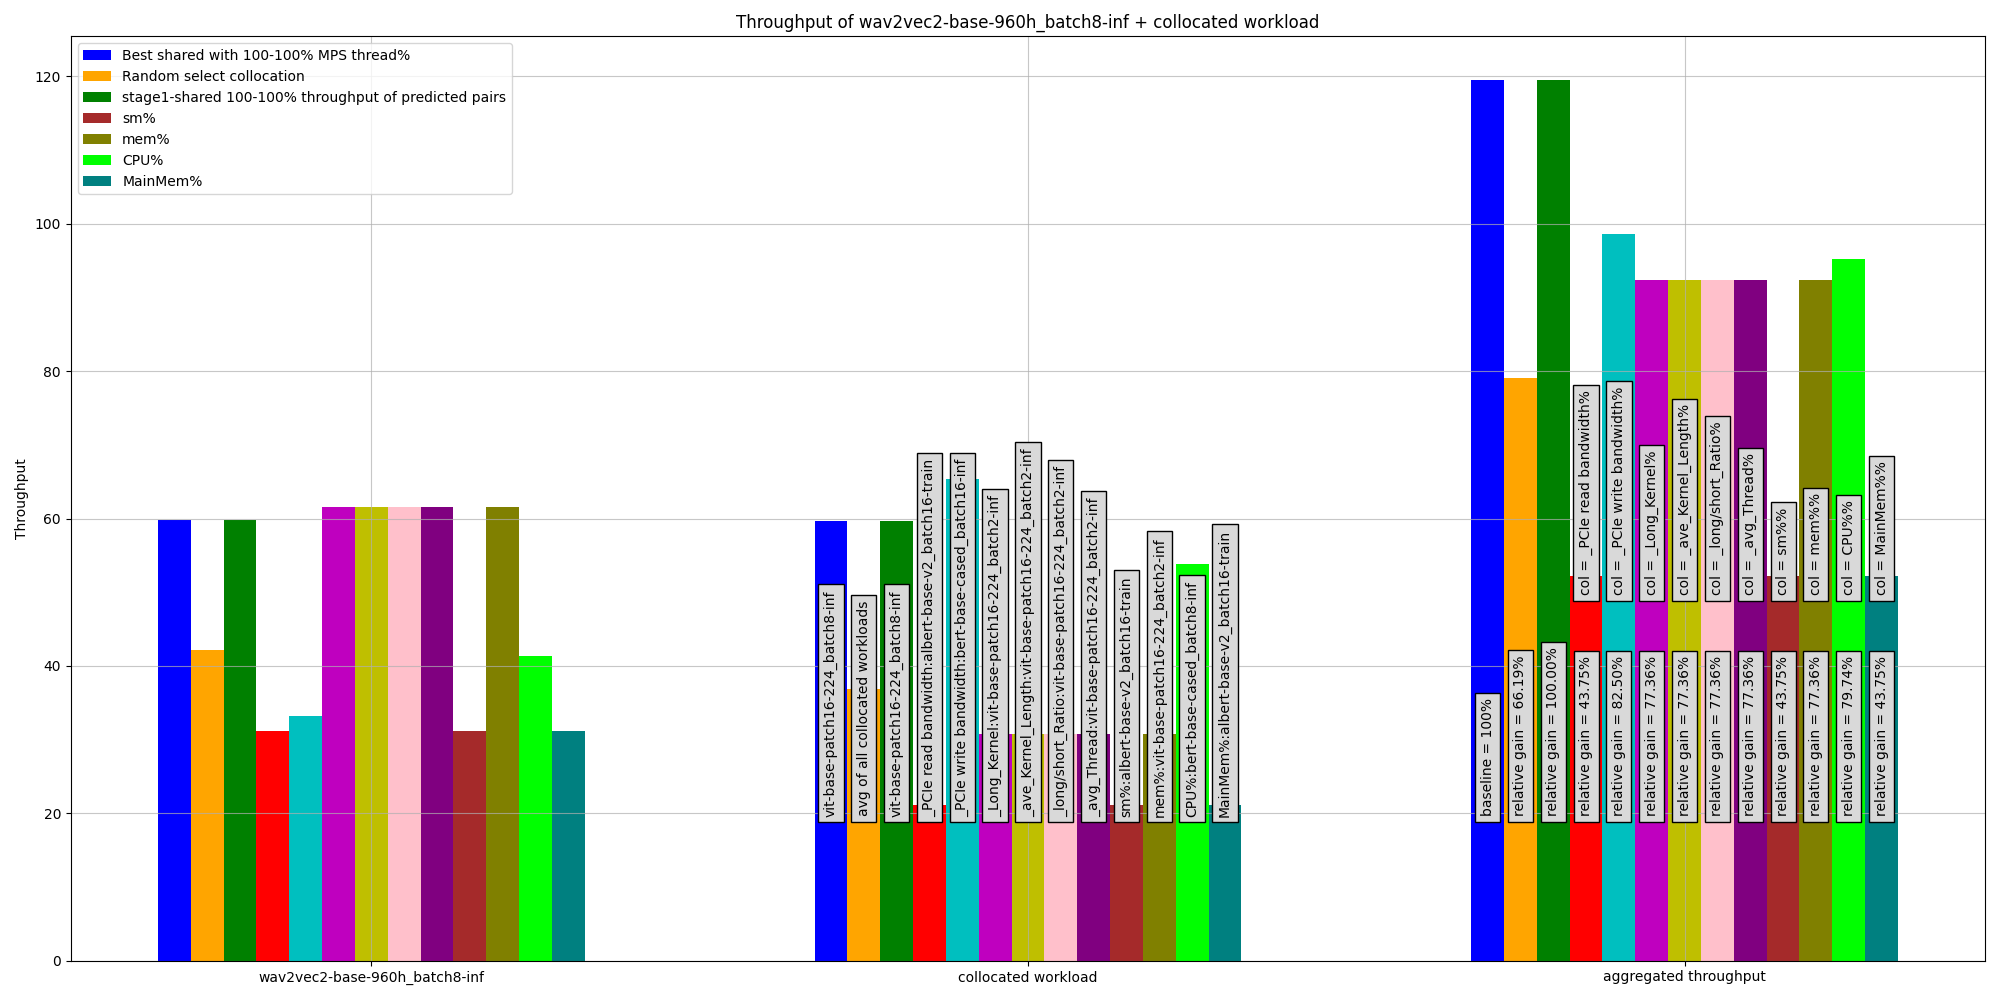 Throughput of wav2vec2-base-960h_batch8-inf + collocated workload
Best shared with 100-100% MPS thread%
Random select collocation
stage1-shared 100-100% throughput of predicted pairs
sm%
mem%
CPU%
MainMem%
Throughput
120
100
80
60
40
20
0
vit-base-patch16-224_batch8-inf
avg of all collocated workloads
vit-base-patch16-224_batch8-inf
_PCIe read bandwidth:albert-base-v2_batch16-train
_PCIe write bandwidth:bert-base-cased_batch16-inf
_Long_Kernel:vit-base-patch16-224_batch2-inf
_ave_Kernel_Length:vit-base-patch16-224_batch2-inf
_long/short_Ratio:vit-base-patch16-224_batch2-inf
_avg_Thread:vit-base-patch16-224_batch2-inf
sm%:albert-base-v2_batch16-train
mem%:vit-base-patch16-224_batch2-inf
CPU%:bert-base-cased_batch8-inf
MainMem%:albert-base-v2_batch16-train
col = _PCIe read bandwidth%
col = _PCIe write bandwidth%
col = _Long_Kernel%
col = _ave_Kernel_Length%
col = _long/short_Ratio%
col = _avg_Thread%
col = sm%%
col = mem%%
col = CPU%%
col = MainMem%%
baseline = 100%
relative gain = 66.19%
relative gain = 100.00%
relative gain = 43.75%
relative gain = 82.50%
relative gain = 77.36%
relative gain = 77.36%
relative gain = 77.36%
relative gain = 77.36%
relative gain = 43.75%
relative gain = 77.36%
relative gain = 79.74%
relative gain = 43.75%
wav2vec2-base-960h_batch8-inf
collocated workload
aggregated throughput